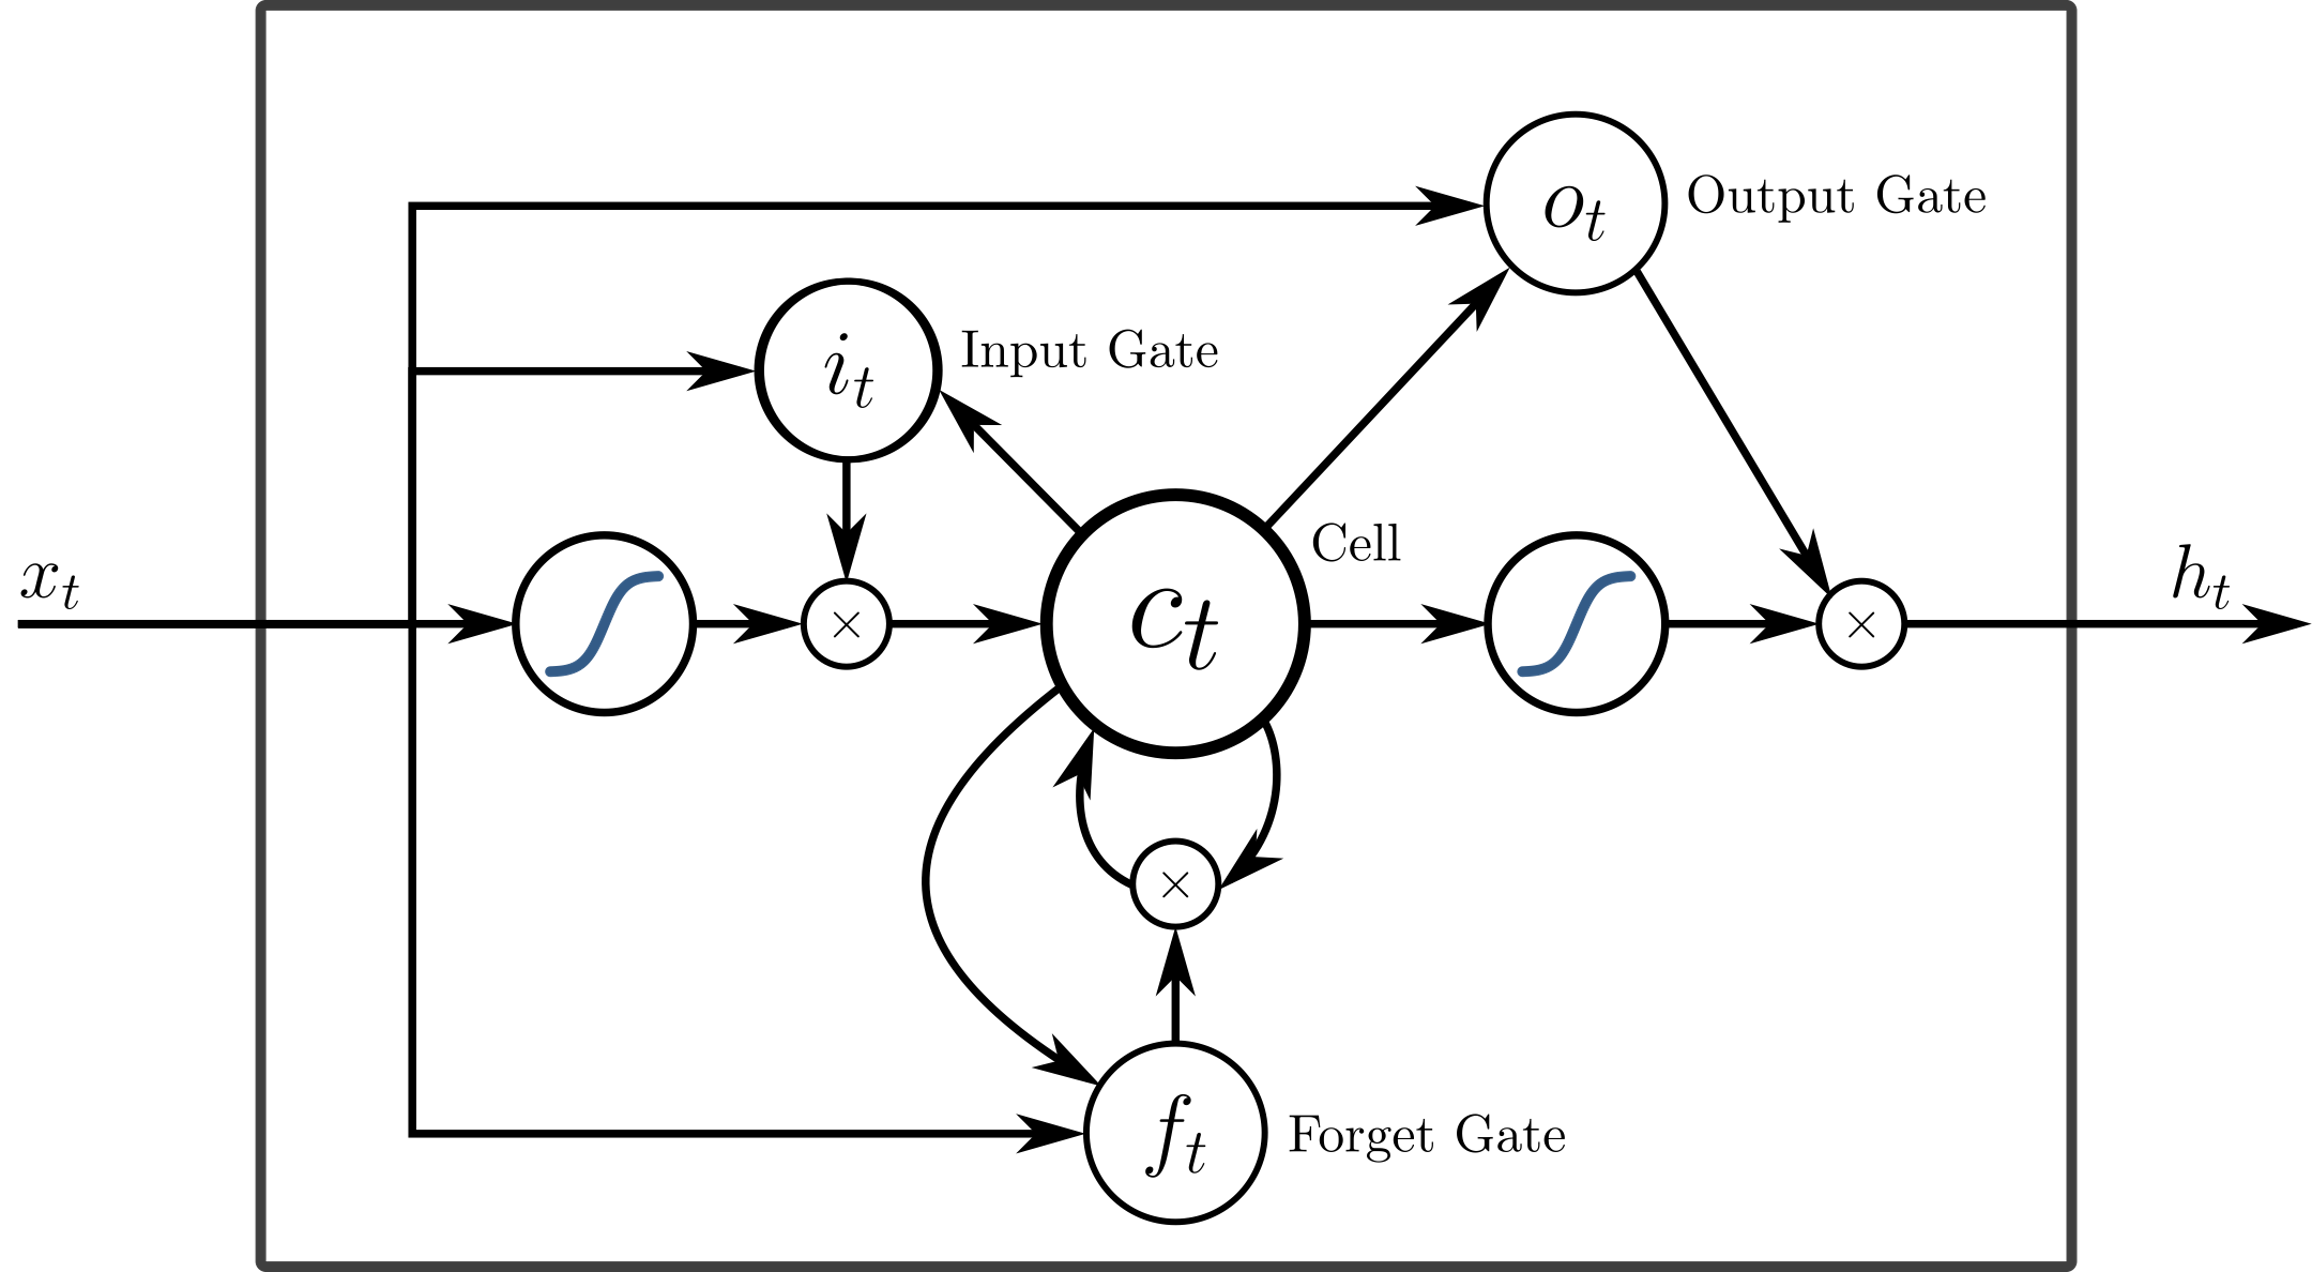 o_t Output Gate
i_t Input Gate
Cell
x_t
×
c_t
×
h_t
×
f_t Forget Gate